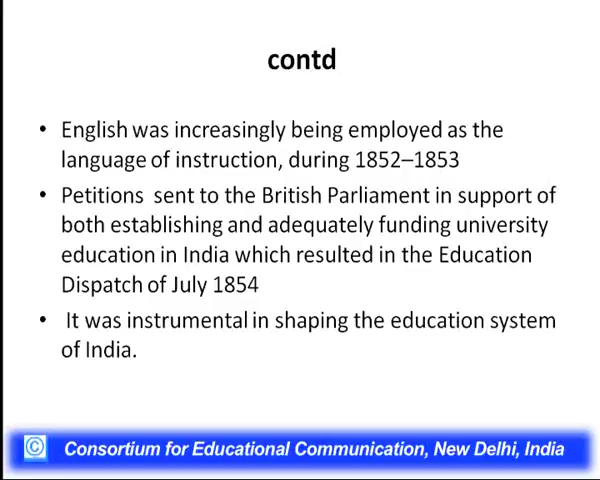 contd
• English was increasingly being employed as the
language of instruction, during 1852–1853
• Petitions sent to the British Parliament in support of
both establishing and adequately funding university
education in India which resulted in the Education
Dispatch of July 1854
• It was instrumental in shaping the education system
of India.
© Consortium for Educational Communication, New Delhi, India